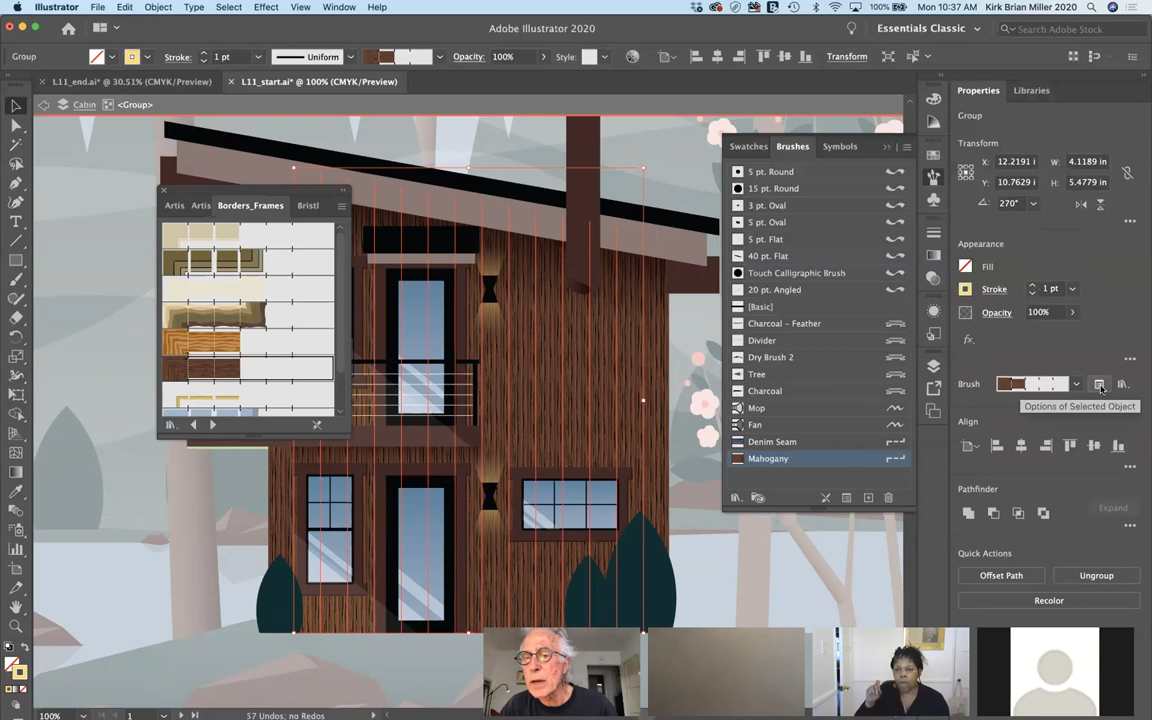 Illustrator File Edit Object Type Select Effect View Window Help 100% Mon 10:37 AM Kirk Brian Miller 2020
Adobe Illustrator 2020
Essentials Classic
Search Adobe Stock
Group Stroke: 1 pt Uniform Opacity: 100% Style: Transform
L11_end.ai* @ 30.51% (CMYK/Preview) L11_start.ai* @ 100% (CMYK/Preview)
Cabin <Group>
Artis Artis Borders_Frames Bristl
Swatches Brushes Symbols
5 pt. Round
15 pt. Round
3 pt. Oval
5 pt. Oval
5 pt. Flat
40 pt. Flat
Touch Calligraphic Brush
20 pt. Angled
[Basic]
Charcoal - Feather
Divider
Dry Brush 2
Tree
Charcoal
Mop
Fan
Denim Seam
Mahogany
Properties Libraries
Group
Transform
X: 12.2191 i W: 4.1189 in
Y: 10.7629 i H: 5.4779 in
270°
Appearance
Fill
Stroke 1 pt
Opacity 100%
fx.
Brush
Options of Selected Object
Align
Pathfinder
Expand
Quick Actions
Offset Path Ungroup
Recolor
100% 1 57 Undos; no Redos